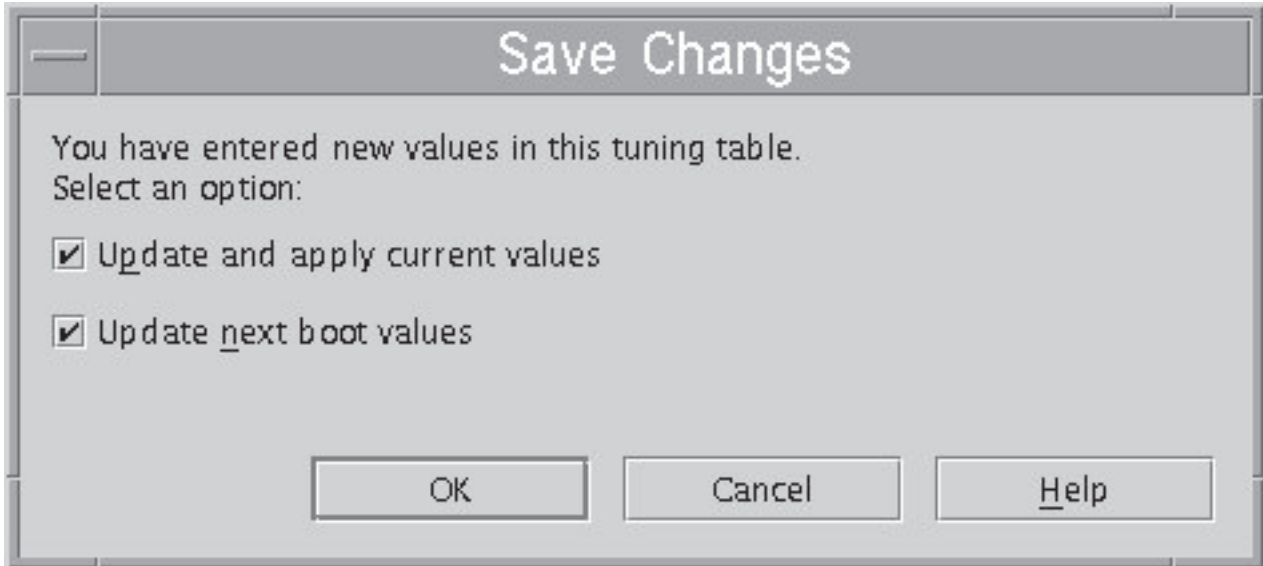 Save Changes
You have entered new values in this tuning table.
Select an option:
Update and apply current values
Update next boot values
OK Cancel Help